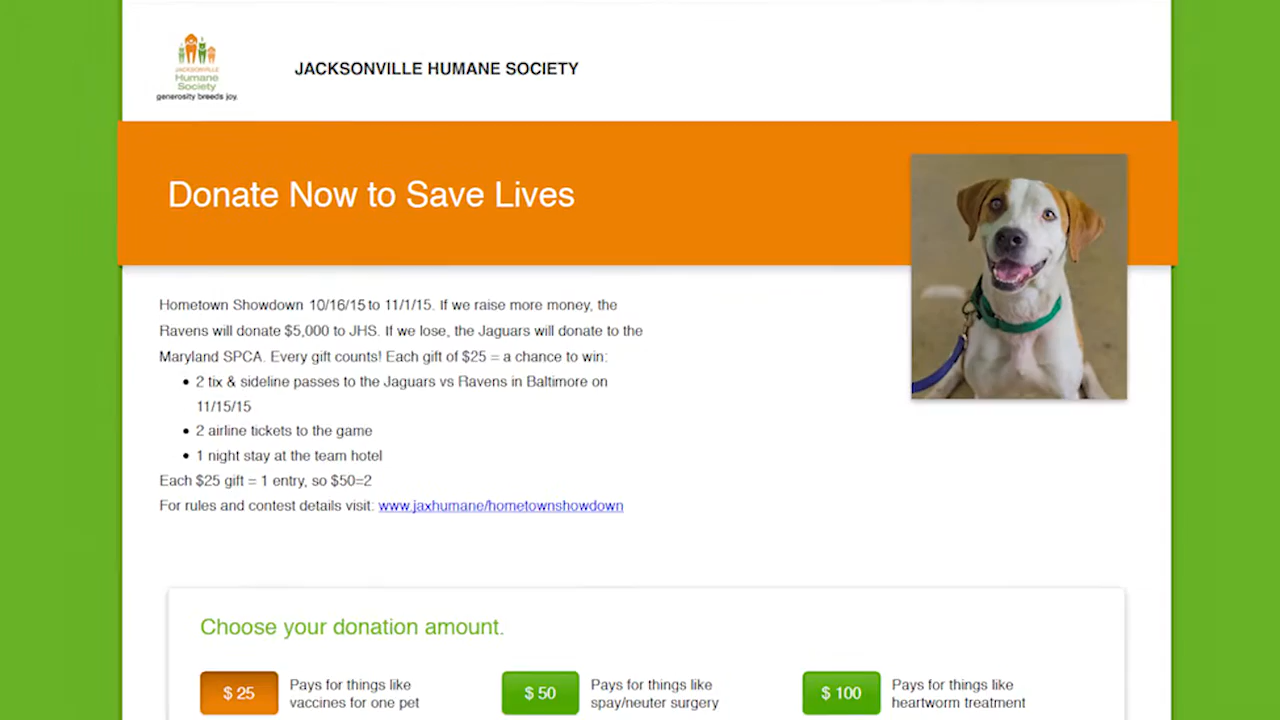 JACKSONVILLE
Humane
Society
generosity breeds joy.
JACKSONVILLE HUMANE SOCIETY
Donate Now to Save Lives
Hometown Showdown 10/16/15 to 11/1/15. If we raise more money, the
Ravens will donate $5,000 to JHS. If we lose, the Jaguars will donate to the
Maryland SPCA. Every gift counts! Each gift of $25 = a chance to win:
• 2 tix & sideline passes to the Jaguars vs Ravens in Baltimore on
11/15/15
• 2 airline tickets to the game
• 1 night stay at the team hotel
Each $25 gift = 1 entry, so $50=2
For rules and contest details visit: www.jaxhumane/hometownshowdown
Choose your donation amount.
$ 25 Pays for things like
vaccines for one pet
$ 50 Pays for things like
spay/neuter surgery
$ 100 Pays for things like
heartworm treatment